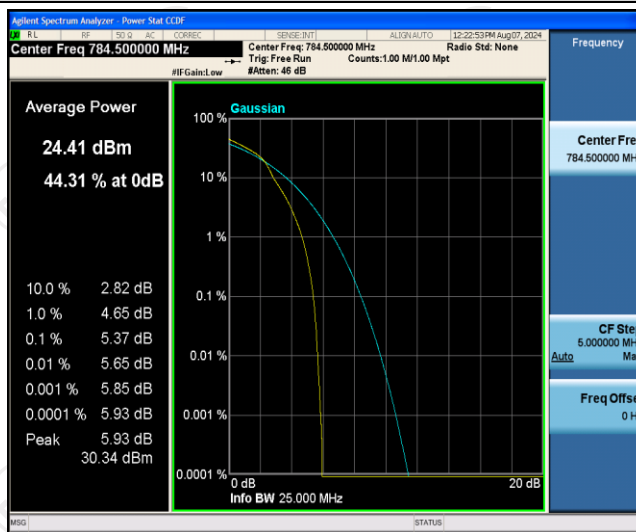 Agilent Spectrum Analyzer - Power Stat CCDF
RL RF 50 Ω AC CORREC SENSE:INT ALIGNAUTO 12:22:53PM Aug07, 2024
Center Freq 784.500000 MHz
Center Freq: 784.500000 MHz Radio Std: None
Trig: Free Run Counts:1.00 M/1.00 Mpt
#IFGain:Low #Atten: 46 dB
Frequency
Average Power
24.41 dBm
44.31 % at 0dB
10.0 % 2.82 dB
1.0 % 4.65 dB
0.1 % 5.37 dB
0.01 % 5.65 dB
0.001 % 5.85 dB
0.0001 % 5.93 dB
Peak 5.93 dB
30.34 dBm
Gaussian
100 %
10 %
1 %
0.1 %
0.01 %
0.001 %
0.0001 %
0 dB 20 dB
Info BW 25.000 MHz
Center Fre
784.500000 MH
CF Ste
5.000000 MH
Auto Ma
Freq Offse
0 H
MSG STATUS